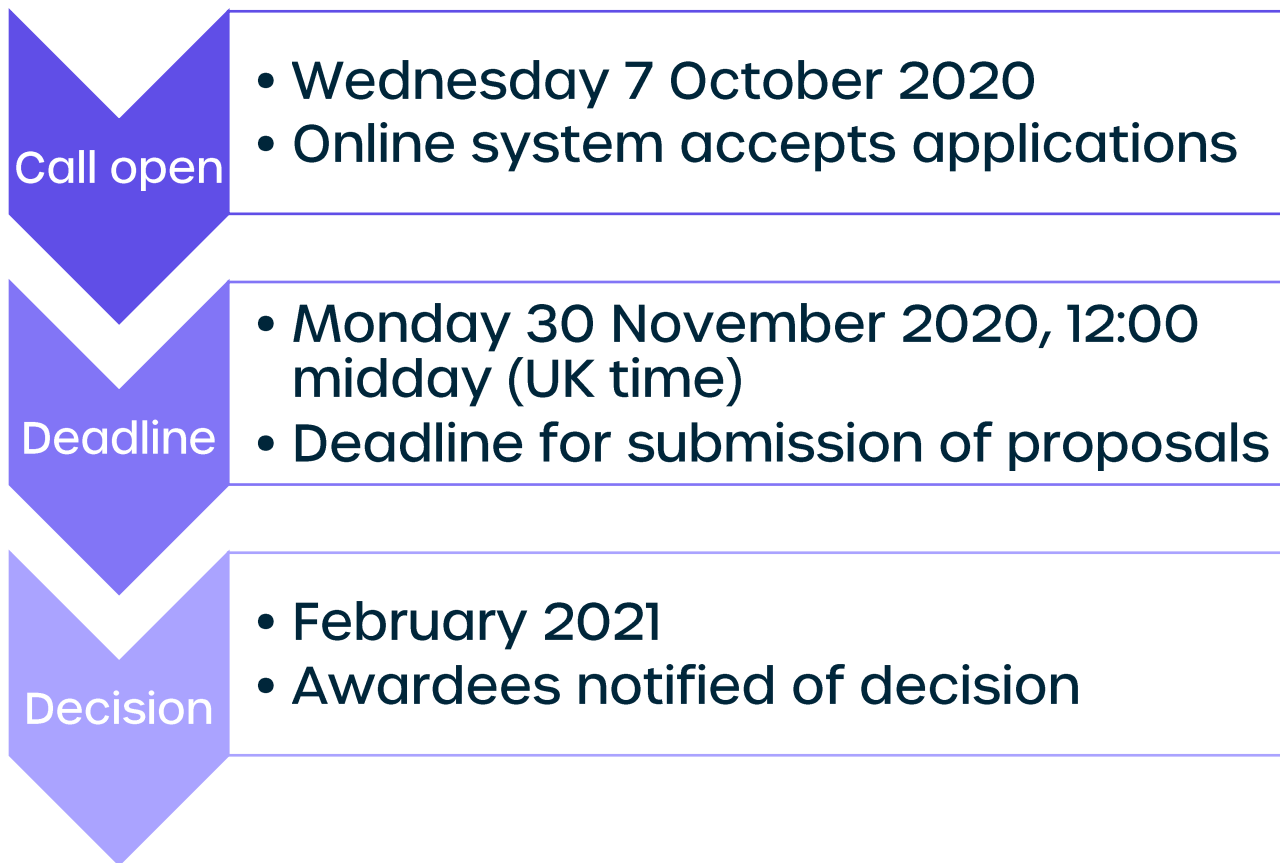 Call open
• Wednesday 7 October 2020
• Online system accepts applications
Deadline
• Monday 30 November 2020, 12:00
midday (UK time)
• Deadline for submission of proposals
Decision
• February 2021
• Awardees notified of decision